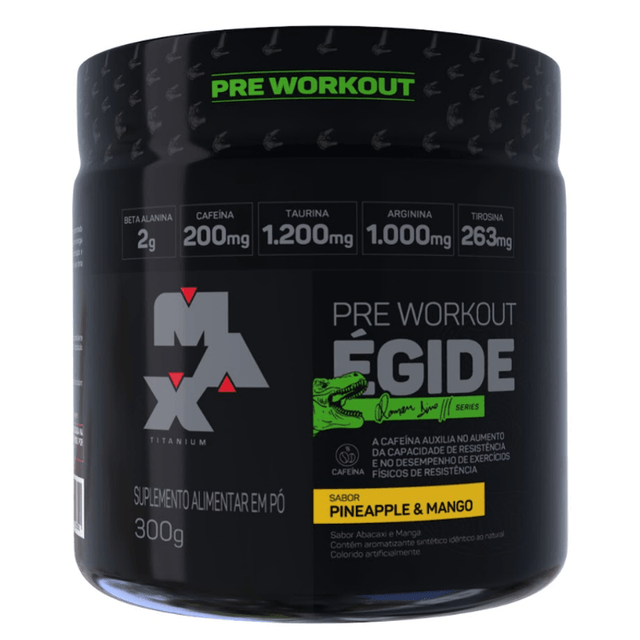 PRE WORKOUT
BETA ALANINA
2g
CAFEÍNA
200mg
TAURINA
1.200mg
ARGININA
1.000mg
TIROSINA
263mg
MAX
TITANIUM
PRE WORKOUT
ÉGIDE
SERIES
CAFEÍNA
A CAFEÍNA AUXILIA NO AUMENTO
DA CAPACIDADE DE RESISTÊNCIA
E NO DESEMPENHO DE EXERCÍCIOS
FÍSICOS DE RESISTÊNCIA
SUPLEMENTO ALIMENTAR EM PÓ
300g
SABOR
PINEAPPLE & MANGO
Sabor Abacaxi e Manga
Contém aromatizante sintético idêntico ao natural
Colorido artificialmente.